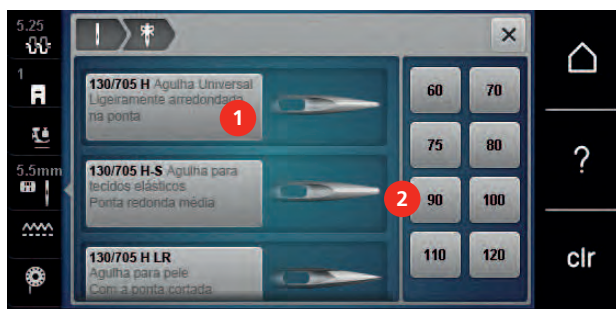 5.25
1
5.5mm
130/705 H Agulha Universal
Ligeiramente arredondada
na ponta
1
130/705 H-S Agulha para
tecidos elásticos
Ponta redonda média
130/705 H LR
Agulha para pele
Com a ponta cortada
60 70
75 80
2
90 100
110 120
?
clr